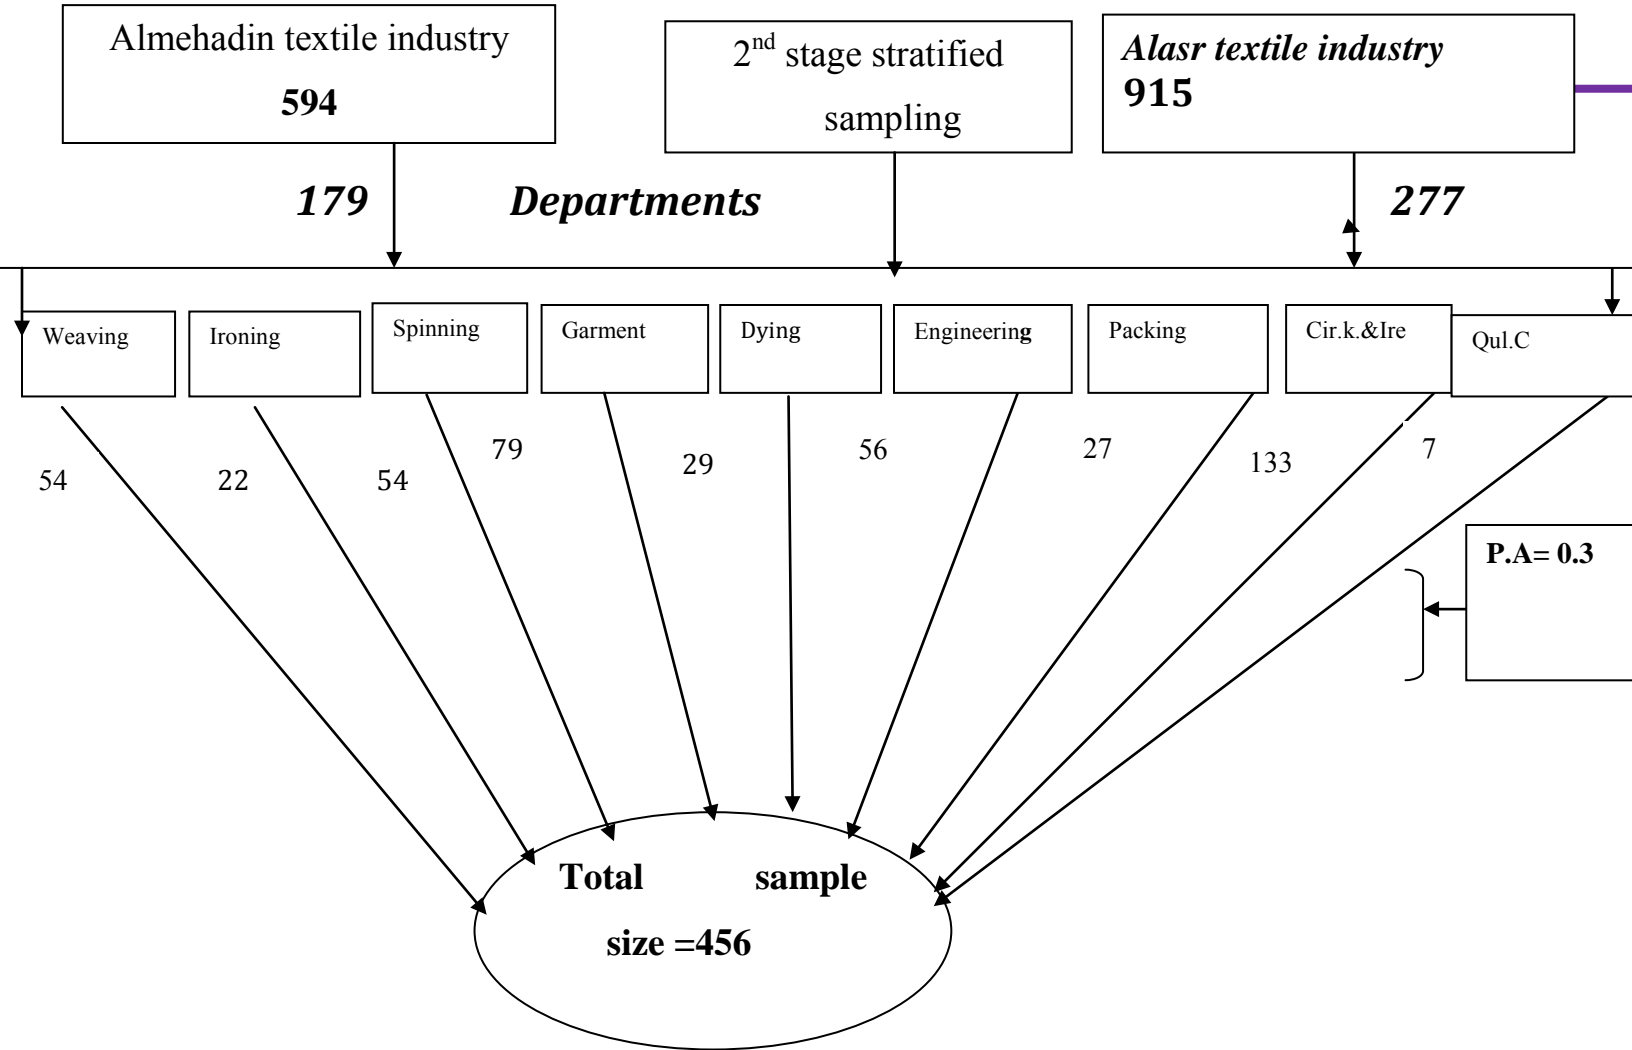 Almehadin textile industry
594
2nd stage stratified
sampling
Alasr textile industry
915
179
Departments
277
Weaving
Ironing
Spinning
Garment
Dying
Engineering
Packing
Cir.k.&Ire
Qul.C
54
22
54
79
29
56
27
133
7
P.A= 0.3
Total sample
size =456